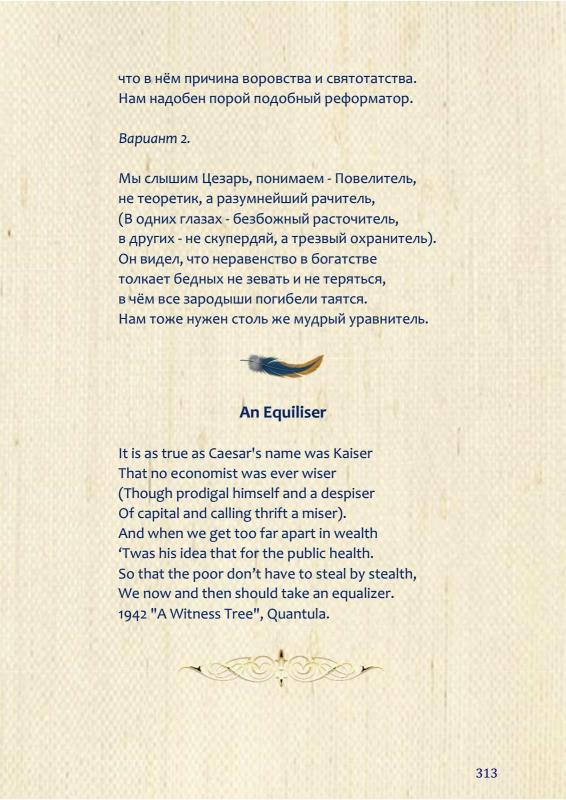 что в нём причина воровства и святотатства.
Нам надобен порой подобный реформатор.
Вариант 2.
Мы слышим Цезарь, понимаем - Повелитель,
не теоретик, а разумнейший рачитель,
(В одних глазах - безбожный расточитель,
в других - не скупердяй, а трезвый охранитель).
Он видел, что неравенство в богатстве
толкает бедных не зевать и не теряться,
в чём все зародыши погибели таятся.
Нам тоже нужен столь же мудрый уравнитель.
An Equiliser
It is as true as Caesar's name was Kaiser
That no economist was ever wiser
(Though prodigal himself and a despiser
Of capital and calling thrift a miser).
And when we get too far apart in wealth
‘Twas his idea that for the public health.
So that the poor don’t have to steal by stealth,
We now and then should take an equalizer.
1942 "A Witness Tree", Quantula.
313